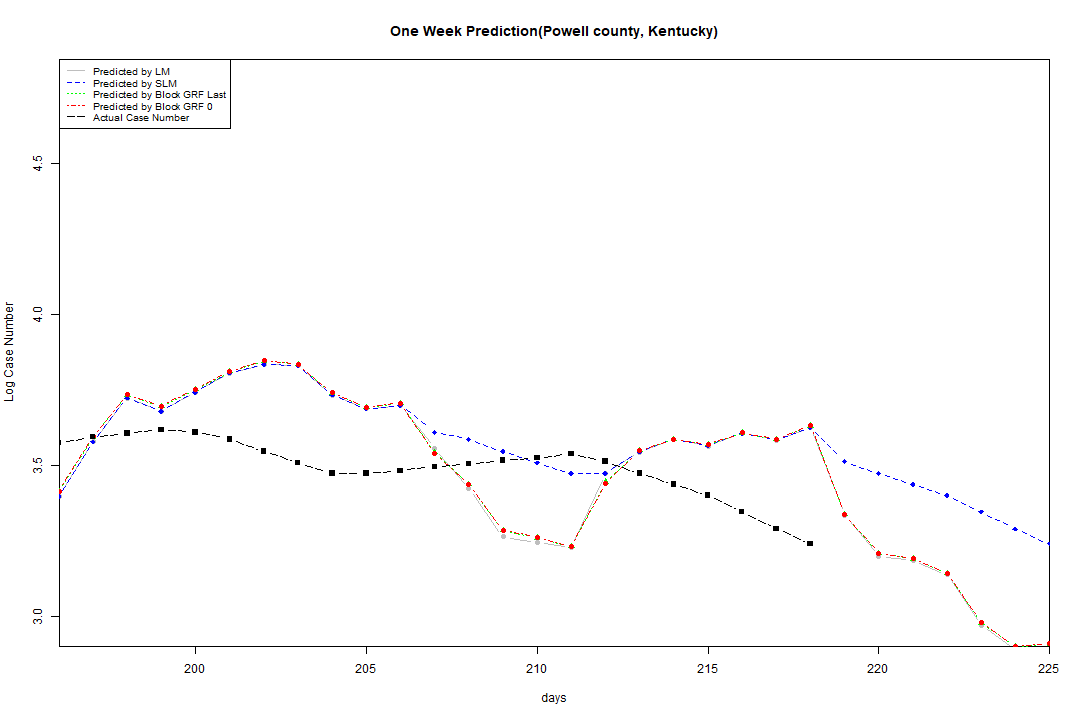 One Week Prediction(Powell county, Kentucky)
Predicted by LM
Predicted by SLM
Predicted by Block GRF Last
Predicted by Block GRF 0
Actual Case Number
4.5
4.0
3.5
3.0
Log Case Number
200 205 210 215 220 225
days